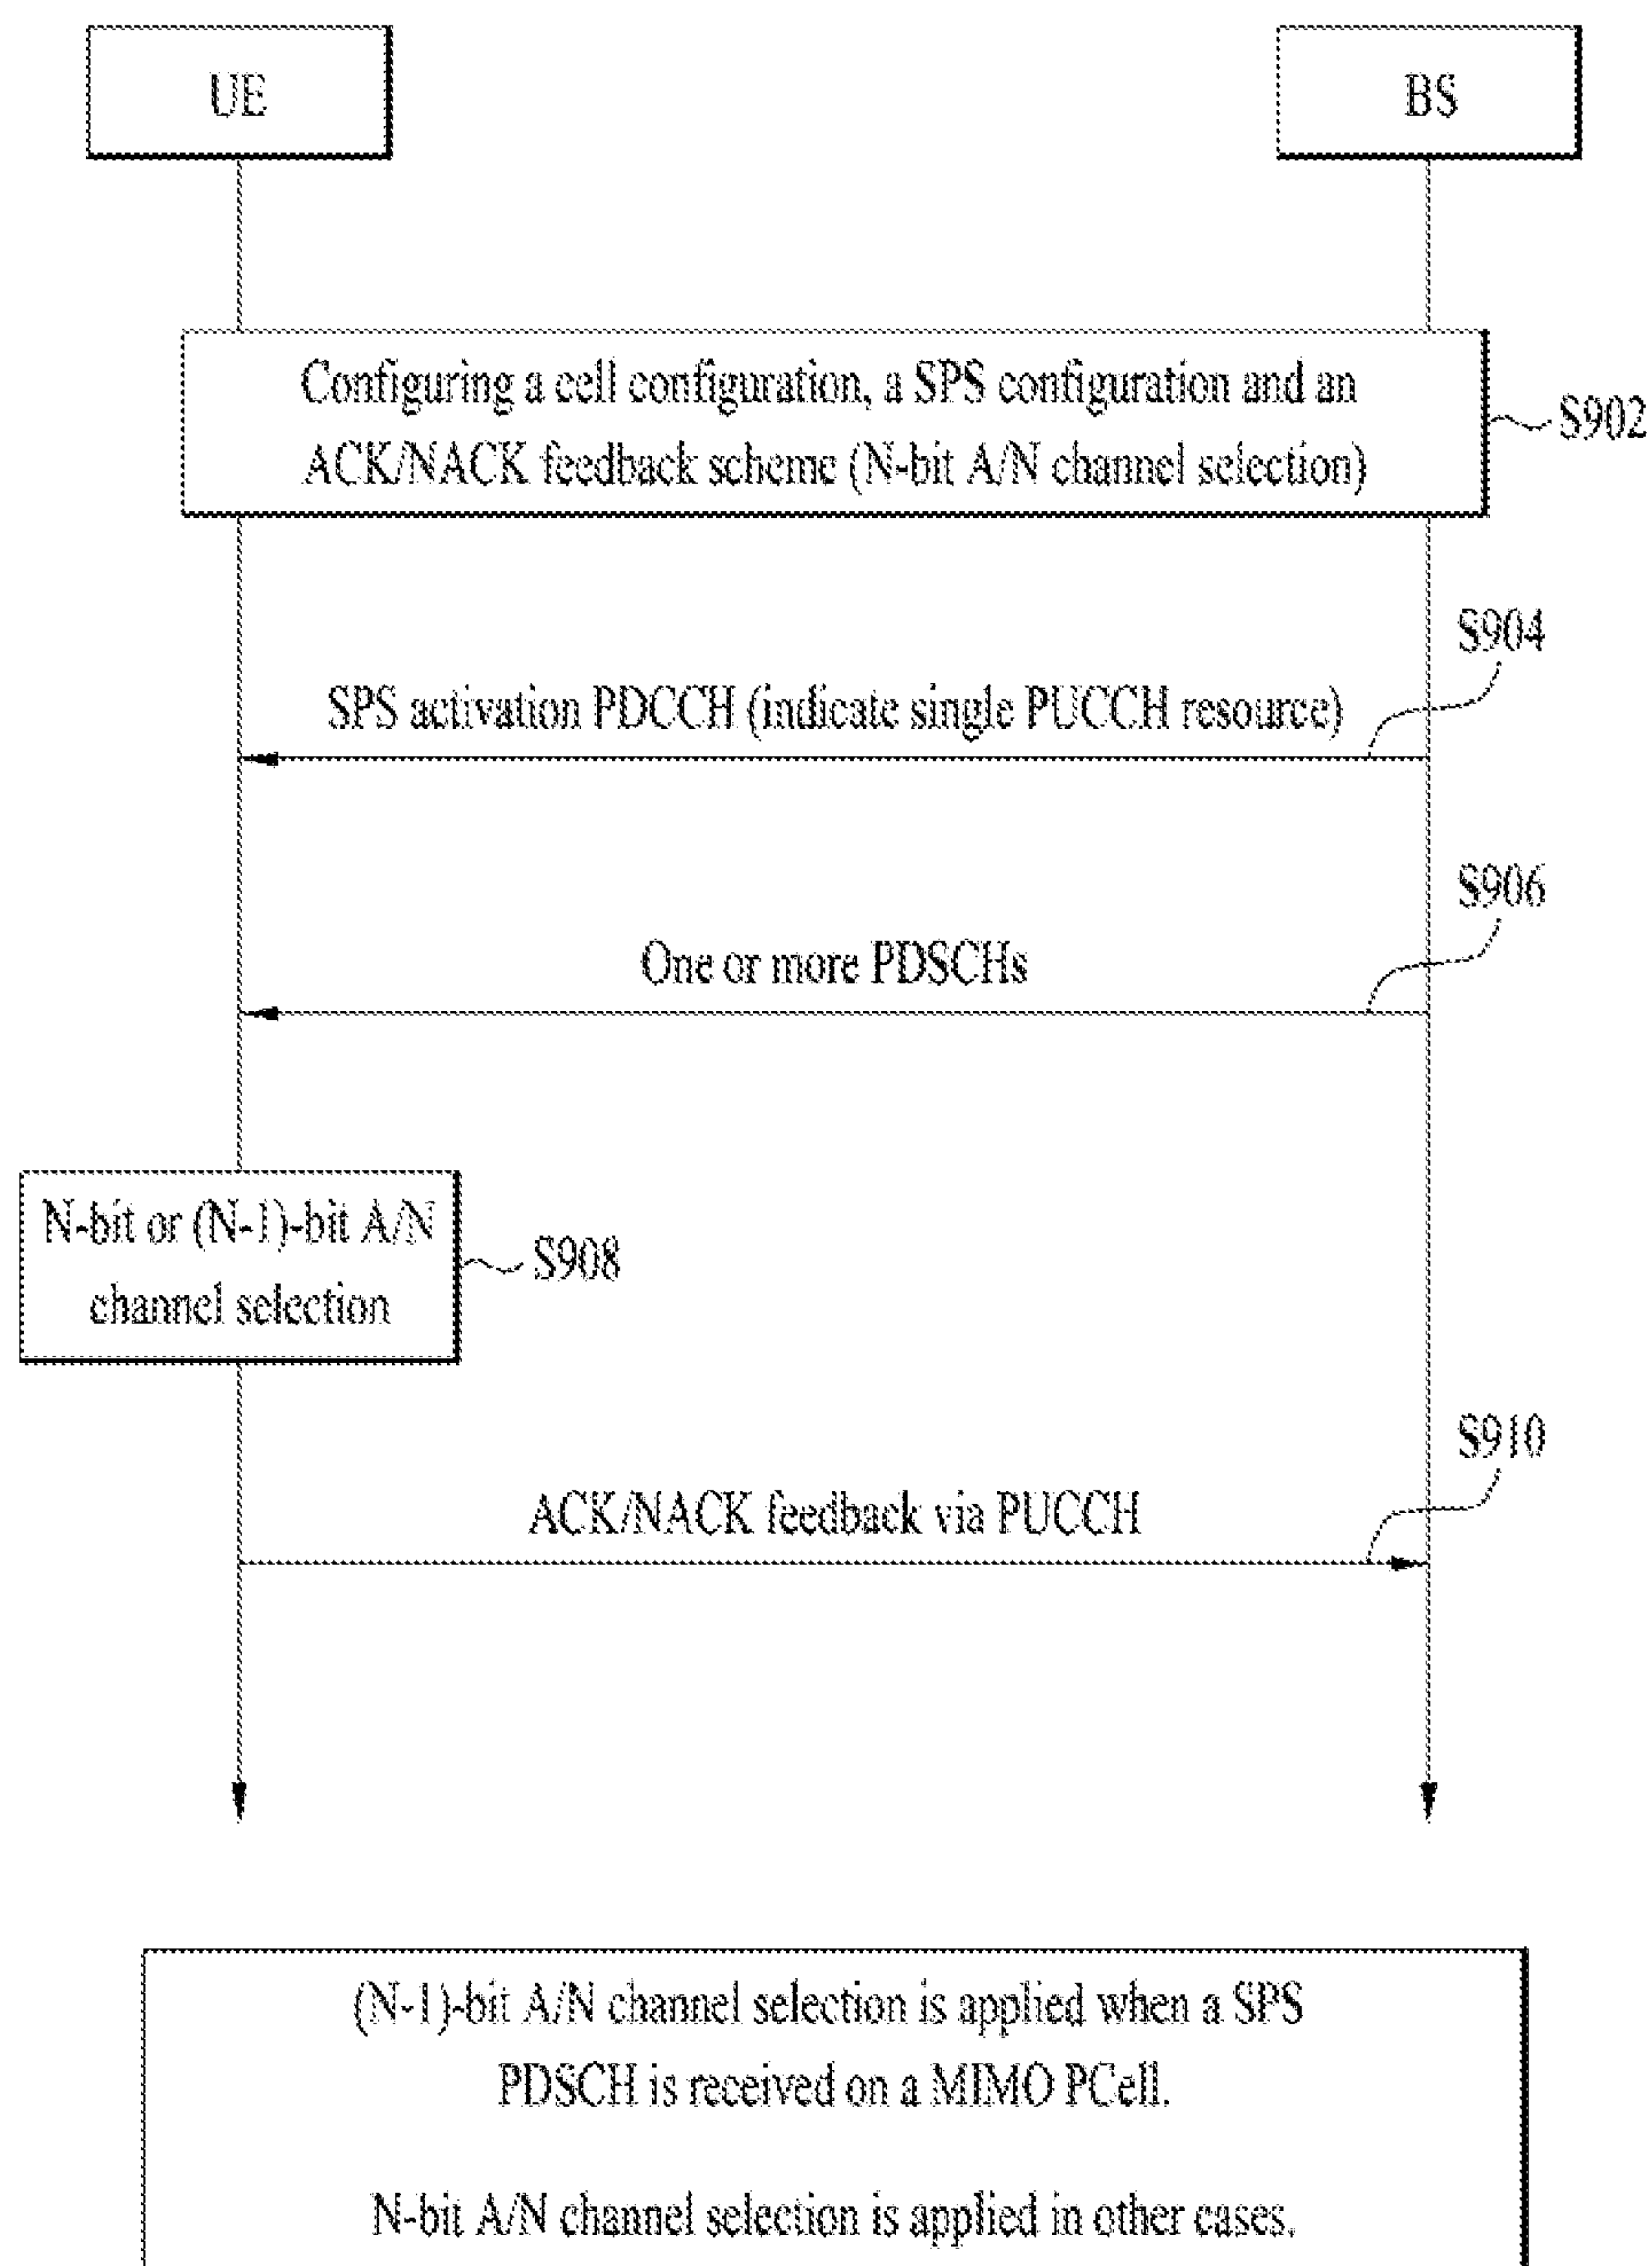 UE
BS
Configuring a cell configuration, a SPS configuration and an
ACK/NACK feedback scheme (N-bit A/N channel selection)
S902
S904
SPS activation PDCCH (indicate single PUCCH resource)
S906
One or more PDSCHs
N-bit or (N-1)-bit A/N
channel selection
S908
S910
ACK/NACK feedback via PUCCH
(N-1)-bit A/N channel selection is applied when a SPS
PDSCH is received on a MIMO PCell.
N-bit A/N channel selection is applied in other cases.